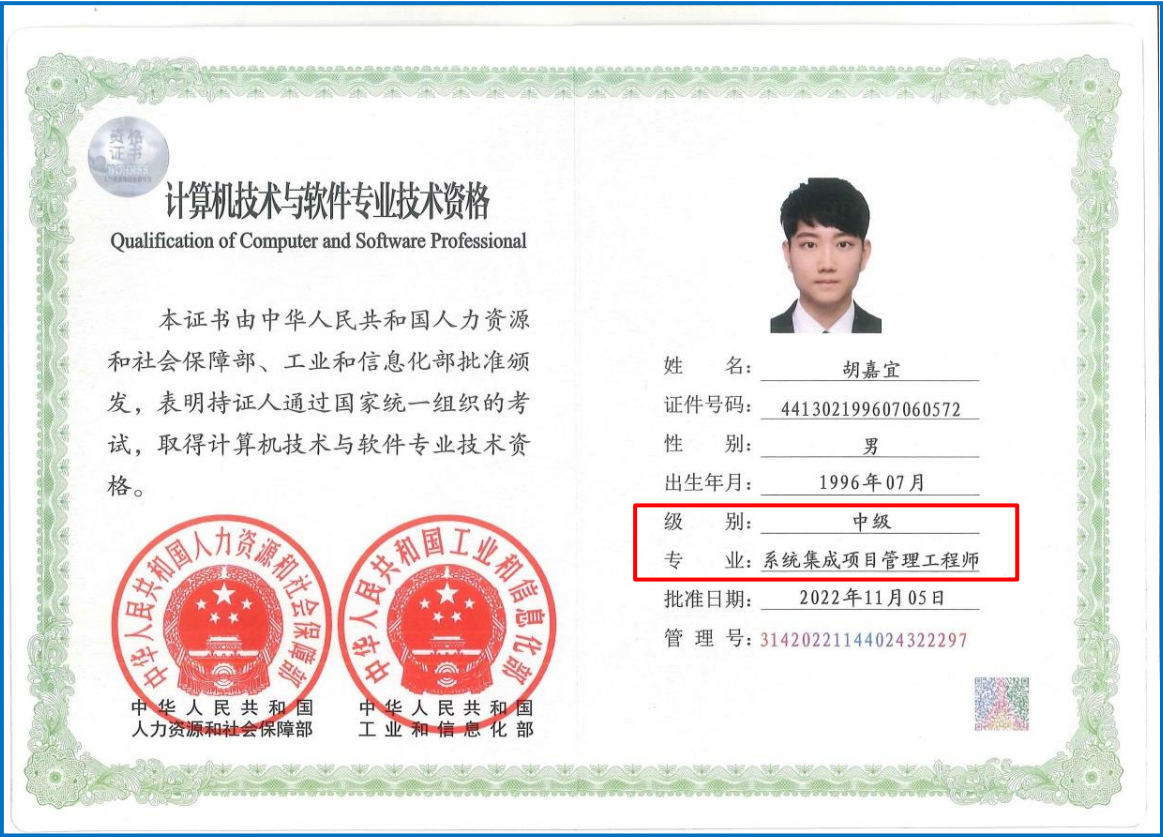 资格
证书
计算机技术与软件专业技术资格
Qualification of Computer and Software Professional
本证书由中华人民共和国人力资源
和社会保障部、工业和信息化部批准颁
发，表明持证人通过国家统一组织的考
试，取得计算机技术与软件专业技术资
格。
中华人民共和国人力资源和社会保障部
中华人民共和国工业和信息化部
中华人民共和国
人力资源和社会保障部
中华人民共和国
工业和信息化部
姓 名：胡嘉宜
证件号码：441302199607060572
性 别：男
出生年月：1996年07月
级 别：中级
专 业：系统集成项目管理工程师
批准日期：2022年11月05日
管 理 号：31420221144024322297